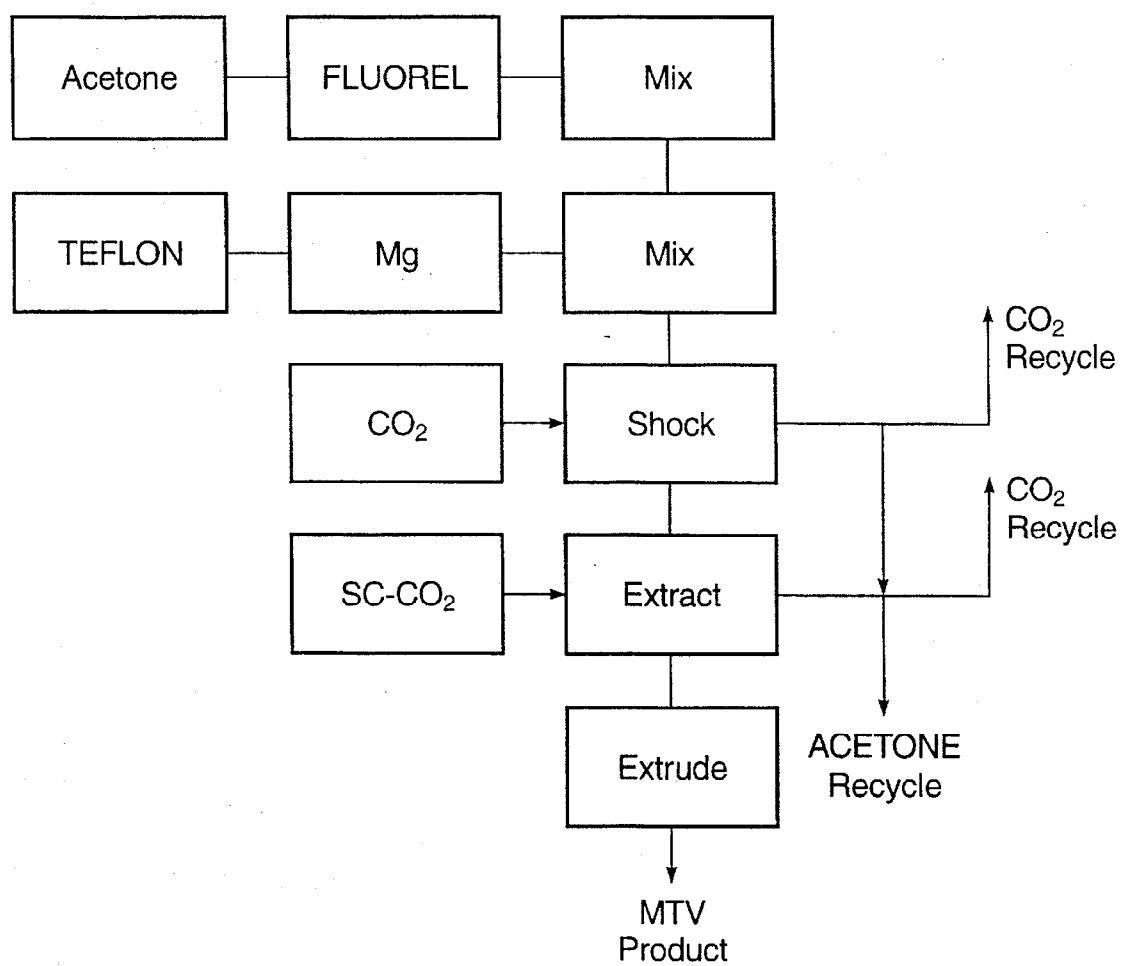 Acetone
FLUOREL
Mix
TEFLON
Mg
Mix
CO₂
Recycle
CO₂
Shock
CO₂
Recycle
SC-CO₂
Extract
Extrude
ACETONE
Recycle
MTV
Product